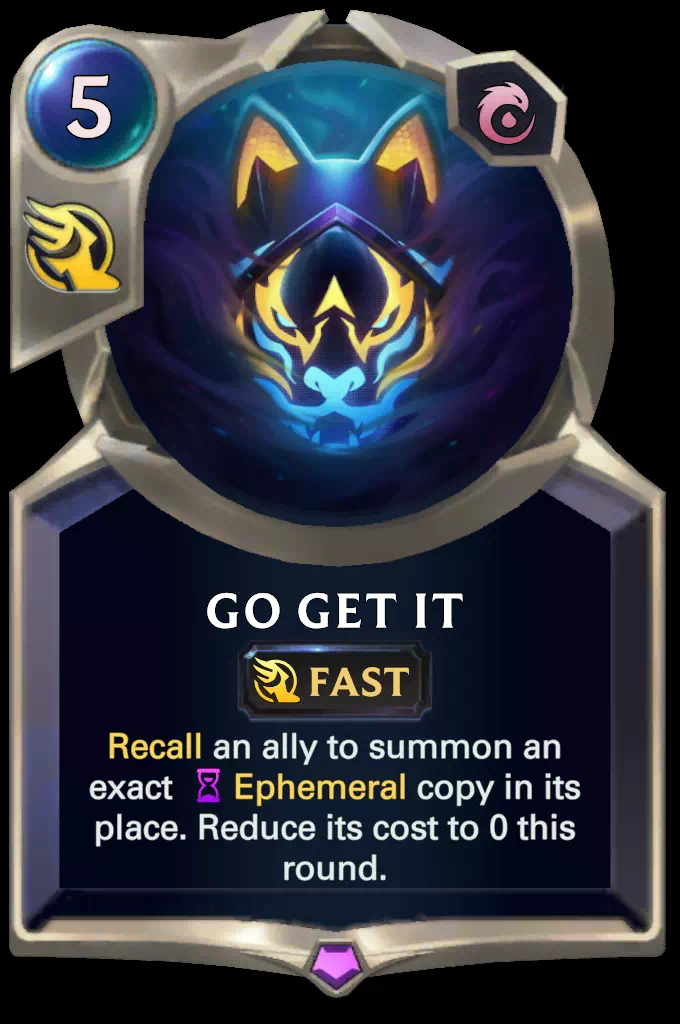 5
GO GET IT
FAST
Recall an ally to summon an
exact Ephemeral copy in its
place. Reduce its cost to 0 this
round.